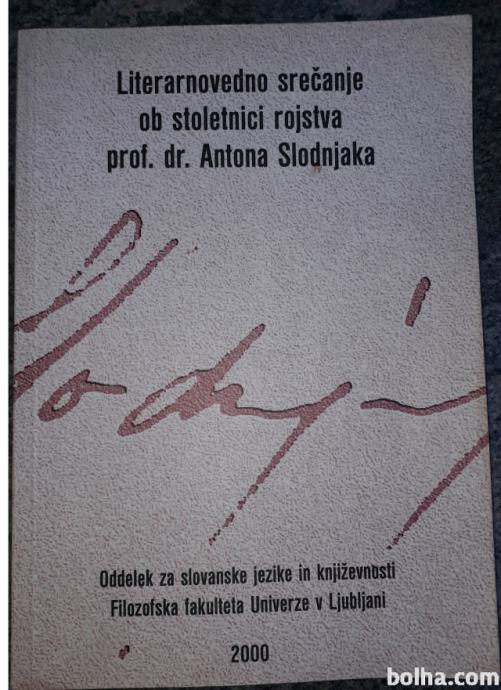 Literarnovedno srečanje
ob stoletnici rojstva
prof. dr. Antona Slodnjaka
Oddelek za slovanske jezike in književnosti
Filozofska fakulteta Univerze v Ljubljani
2000
bolha.com